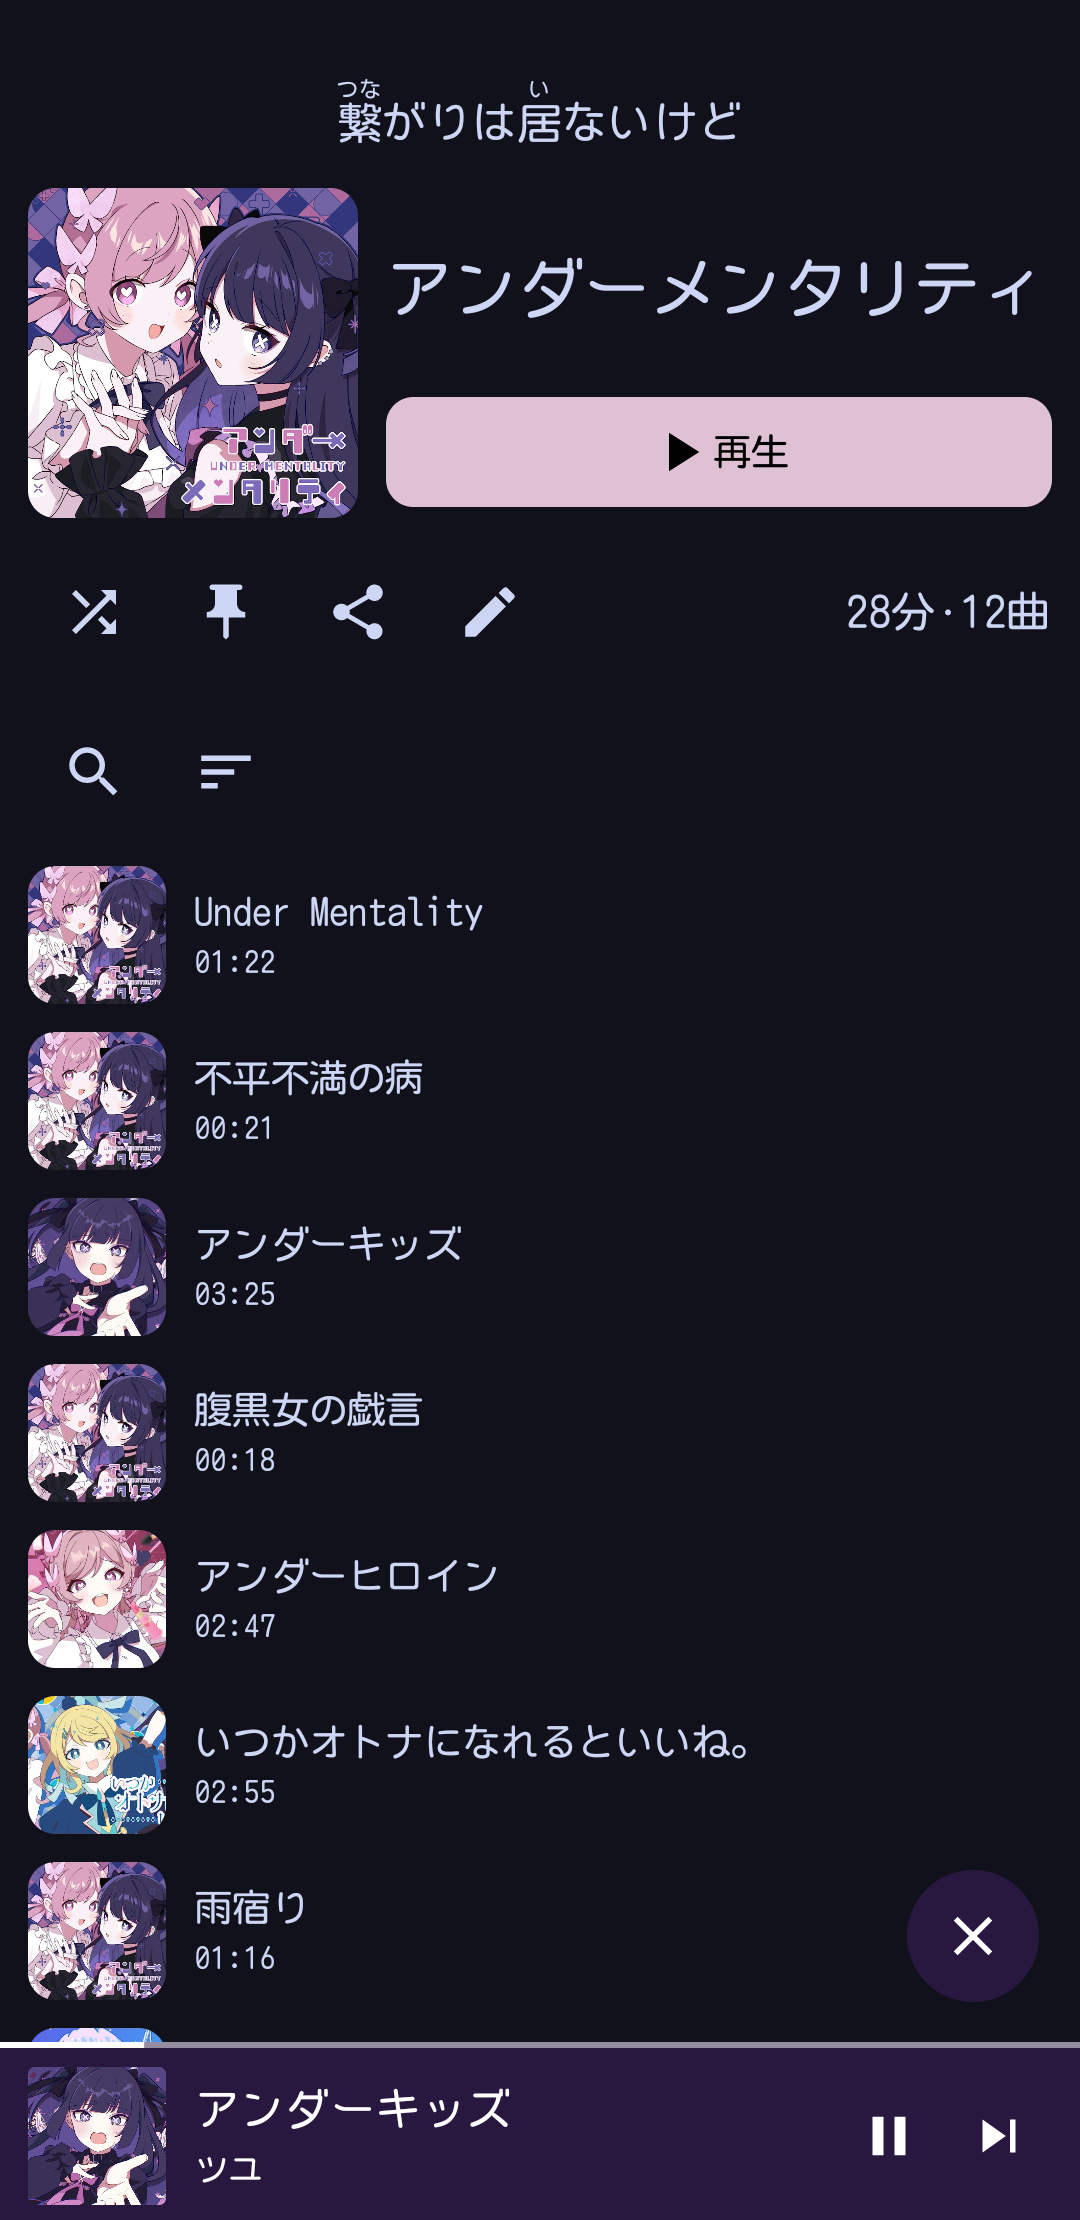 つな い
繋がりは居ないけど
アンダーメンタリティ
アンダー
UNDER MENTALITY
メンタリティ
再生
28分·12曲
Under Mentality
01:22
不平不満の病
00:21
アンダーキッズ
03:25
腹黒女の戯言
00:18
アンダーヒロイン
02:47
いつかオトナになれるといいね。
02:55
雨宿り
01:16
アンダーキッズ
ツユ